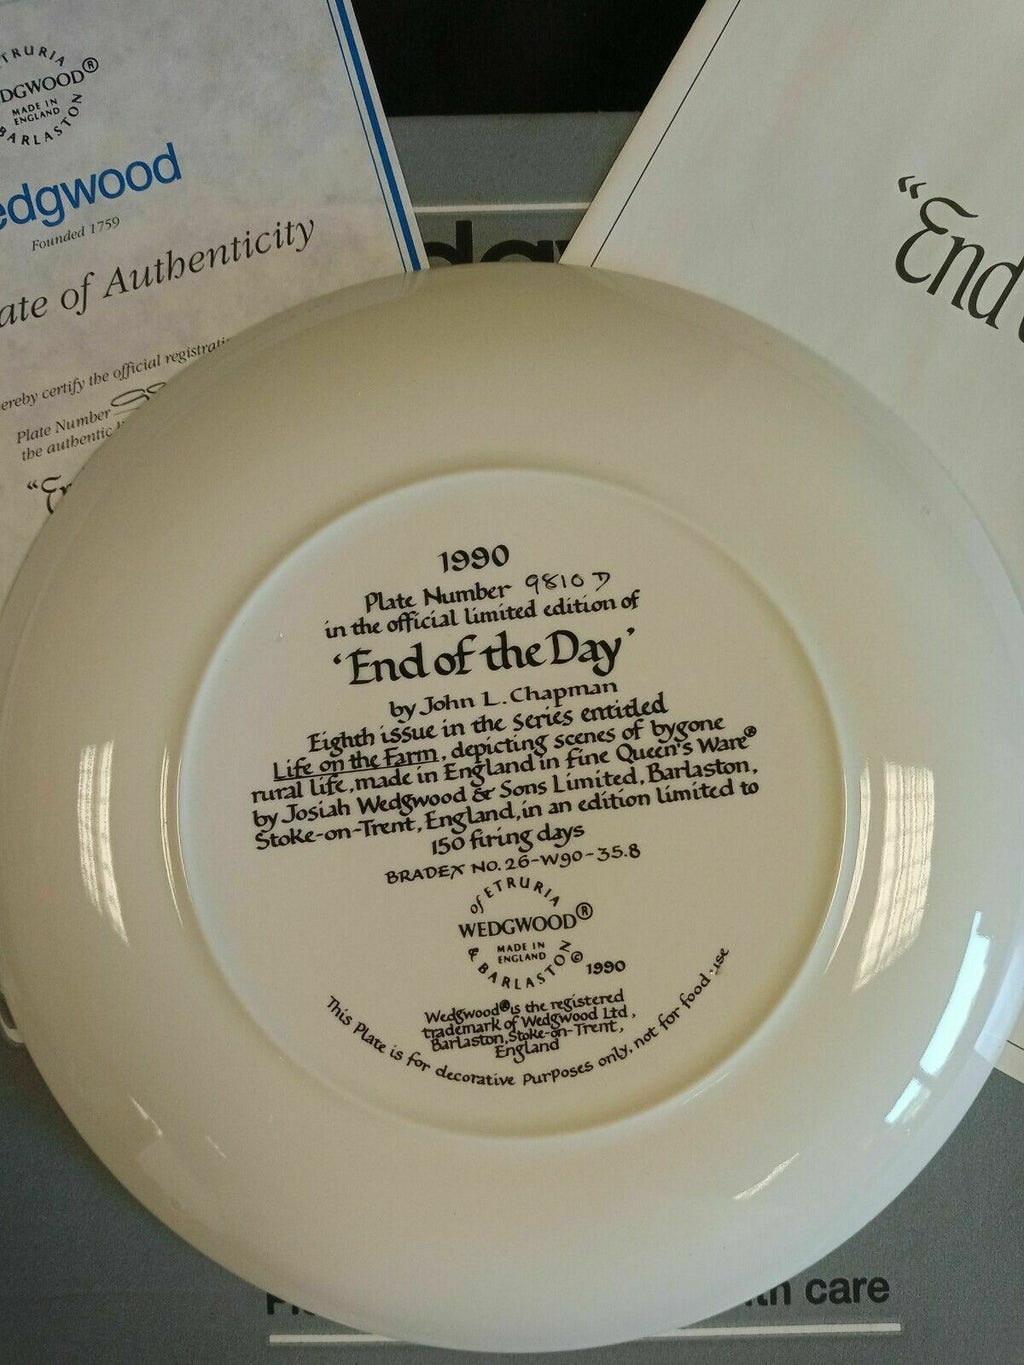 ETRURIA
MADE IN
ENGLAND
BARLASTON
Founded 1759
of Authenticity
certify the official
Plate Number
the authentic
"End
1990
Plate Number 9810 D
in the official limited edition of
'End of the Day'
by John L. Chapman
Eighth issue in the series entitled
Life on the Farm, depicting scenes of bygone
rural life, made in England in fine Queen's Ware®
by Josiah Wedgwood & Sons Limited, Barlaston,
Stoke-on-Trent, England, in an edition limited to
150 firing days
BRADEX NO. 26-W90-35.8
of ETRURIA
WEDGWOOD®
MADE IN
ENGLAND
& BARLASTON © 1990
Wedgwood® is the registered
trademark of Wedgwood Ltd,
Barlaston, Stoke-on-Trent,
England
This Plate is for decorative Purposes only, not for food use
care